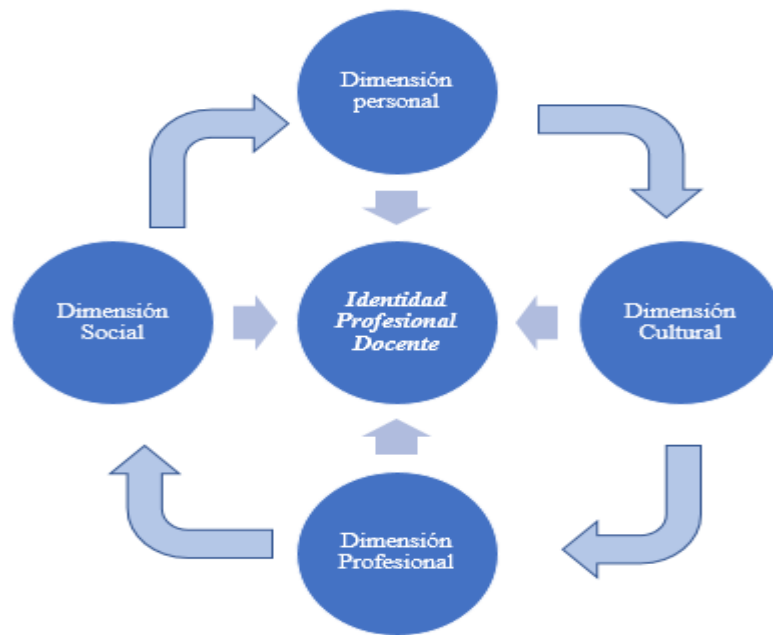 Dimensión
personal
Dimensión
Social
Identidad
Profesional
Docente
Dimensión
Cultural
Dimensión
Profesional